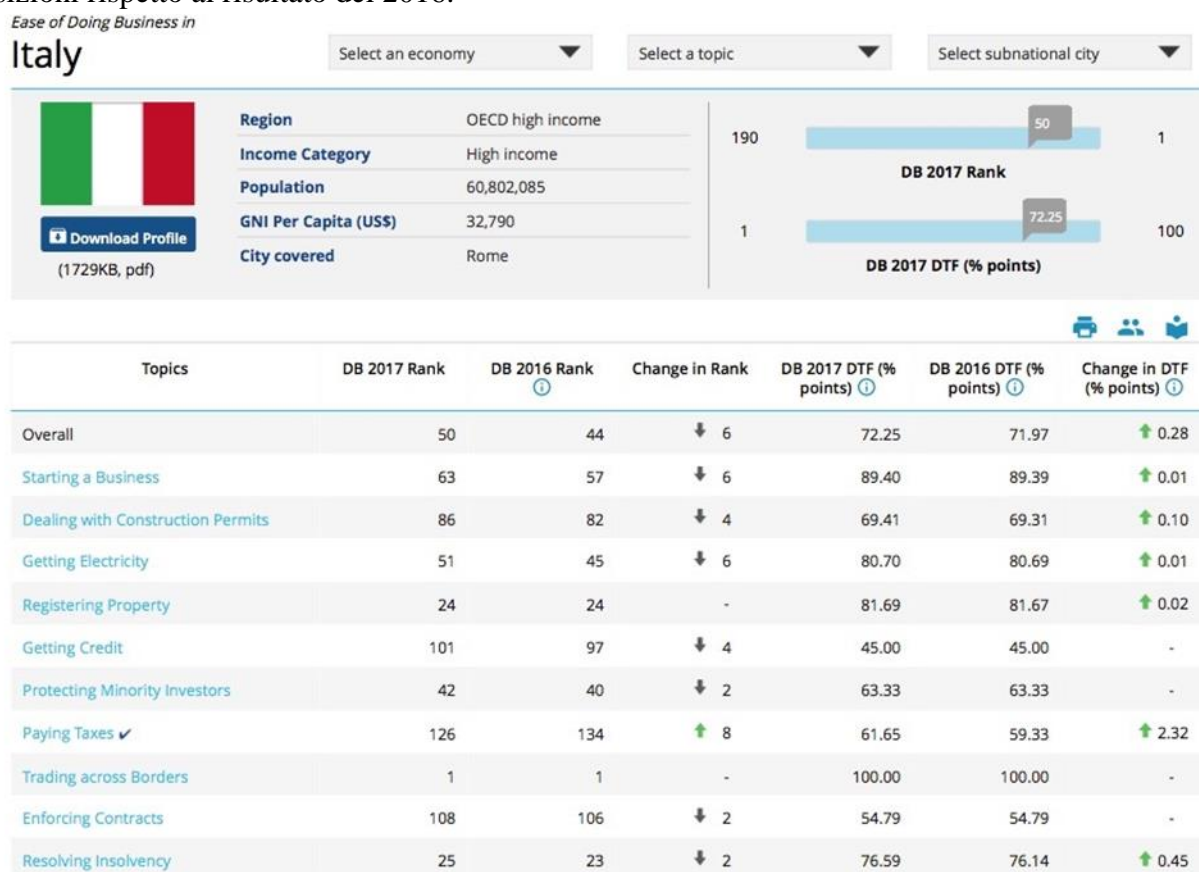 rispetto al risultato del 2016.
Ease of Doing Business in
Italy
Select an economy
Select a topic
Select subnational city
Region OECD high income
Income Category High income
Population 60,802,085
GNI Per Capita (US$) 32,790
City covered Rome
Download Profile
(1729KB, pdf)
190 50 1
DB 2017 Rank
1 72.25 100
DB 2017 DTF (% points)
Topics DB 2017 Rank DB 2016 Rank Change in Rank DB 2017 DTF (% points) DB 2016 DTF (% points) Change in DTF (% points)
Overall 50 44 6 72.25 71.97 0.28
Starting a Business 63 57 6 89.40 89.39 0.01
Dealing with Construction Permits 86 82 4 69.41 69.31 0.10
Getting Electricity 51 45 6 80.70 80.69 0.01
Registering Property 24 24 - 81.69 81.67 0.02
Getting Credit 101 97 4 45.00 45.00 -
Protecting Minority Investors 42 40 2 63.33 63.33 -
Paying Taxes ✔ 126 134 8 61.65 59.33 2.32
Trading across Borders 1 1 - 100.00 100.00 -
Enforcing Contracts 108 106 2 54.79 54.79 -
Resolving Insolvency 25 23 2 76.59 76.14 0.45